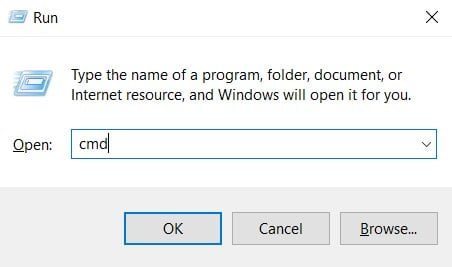 Run
Type the name of a program, folder, document, or
Internet resource, and Windows will open it for you.
Open: cmd
OK Cancel Browse...